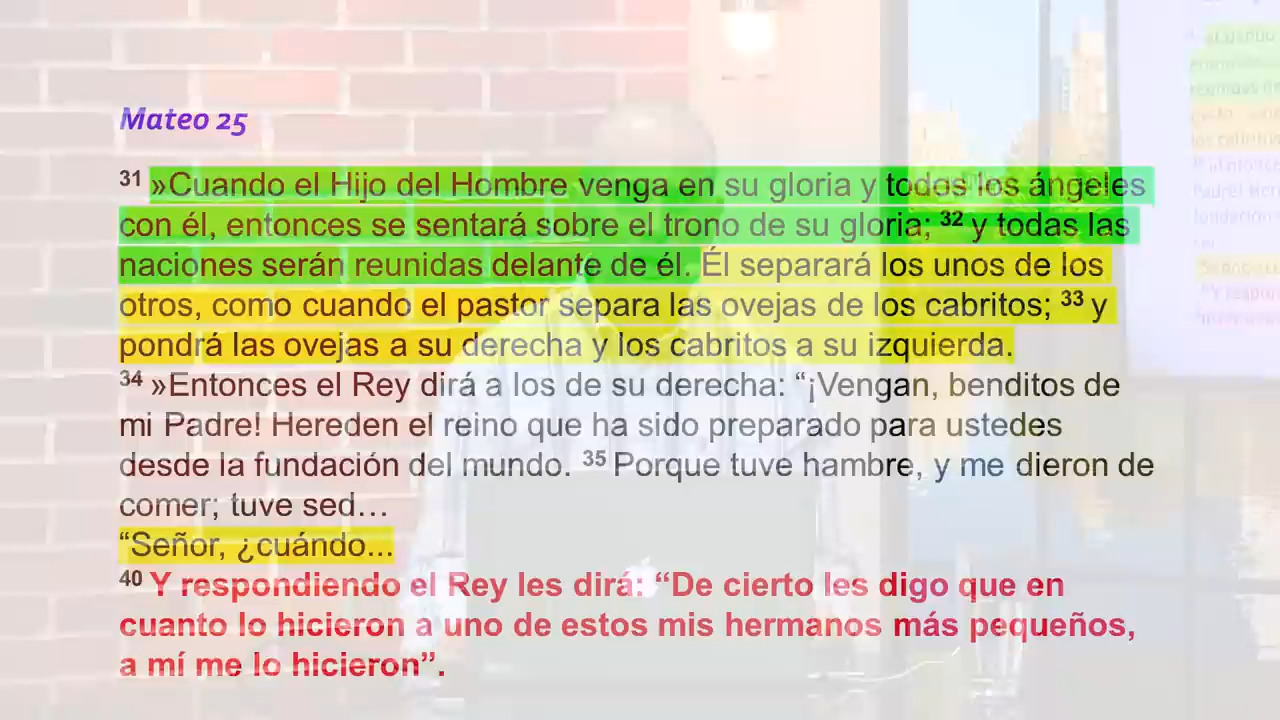 Mateo 25
31 »Cuando el Hijo del Hombre venga en su gloria y todos los ángeles
con él, entonces se sentará sobre el trono de su gloria; 32 y todas las
naciones serán reunidas delante de él. Él separará los unos de los
otros, como cuando el pastor separa las ovejas de los cabritos; 33 y
pondrá las ovejas a su derecha y los cabritos a su izquierda.
34 »Entonces el Rey dirá a los de su derecha: “¡Vengan, benditos de
mi Padre! Hereden el reino que ha sido preparado para ustedes
desde la fundación del mundo. 35 Porque tuve hambre, y me dieron de
comer; tuve sed…
“Señor, ¿cuándo...
40 Y respondiendo el Rey les dirá: “De cierto les digo que en
cuanto lo hicieron a uno de estos mis hermanos más pequeños,
a mí me lo hicieron”.